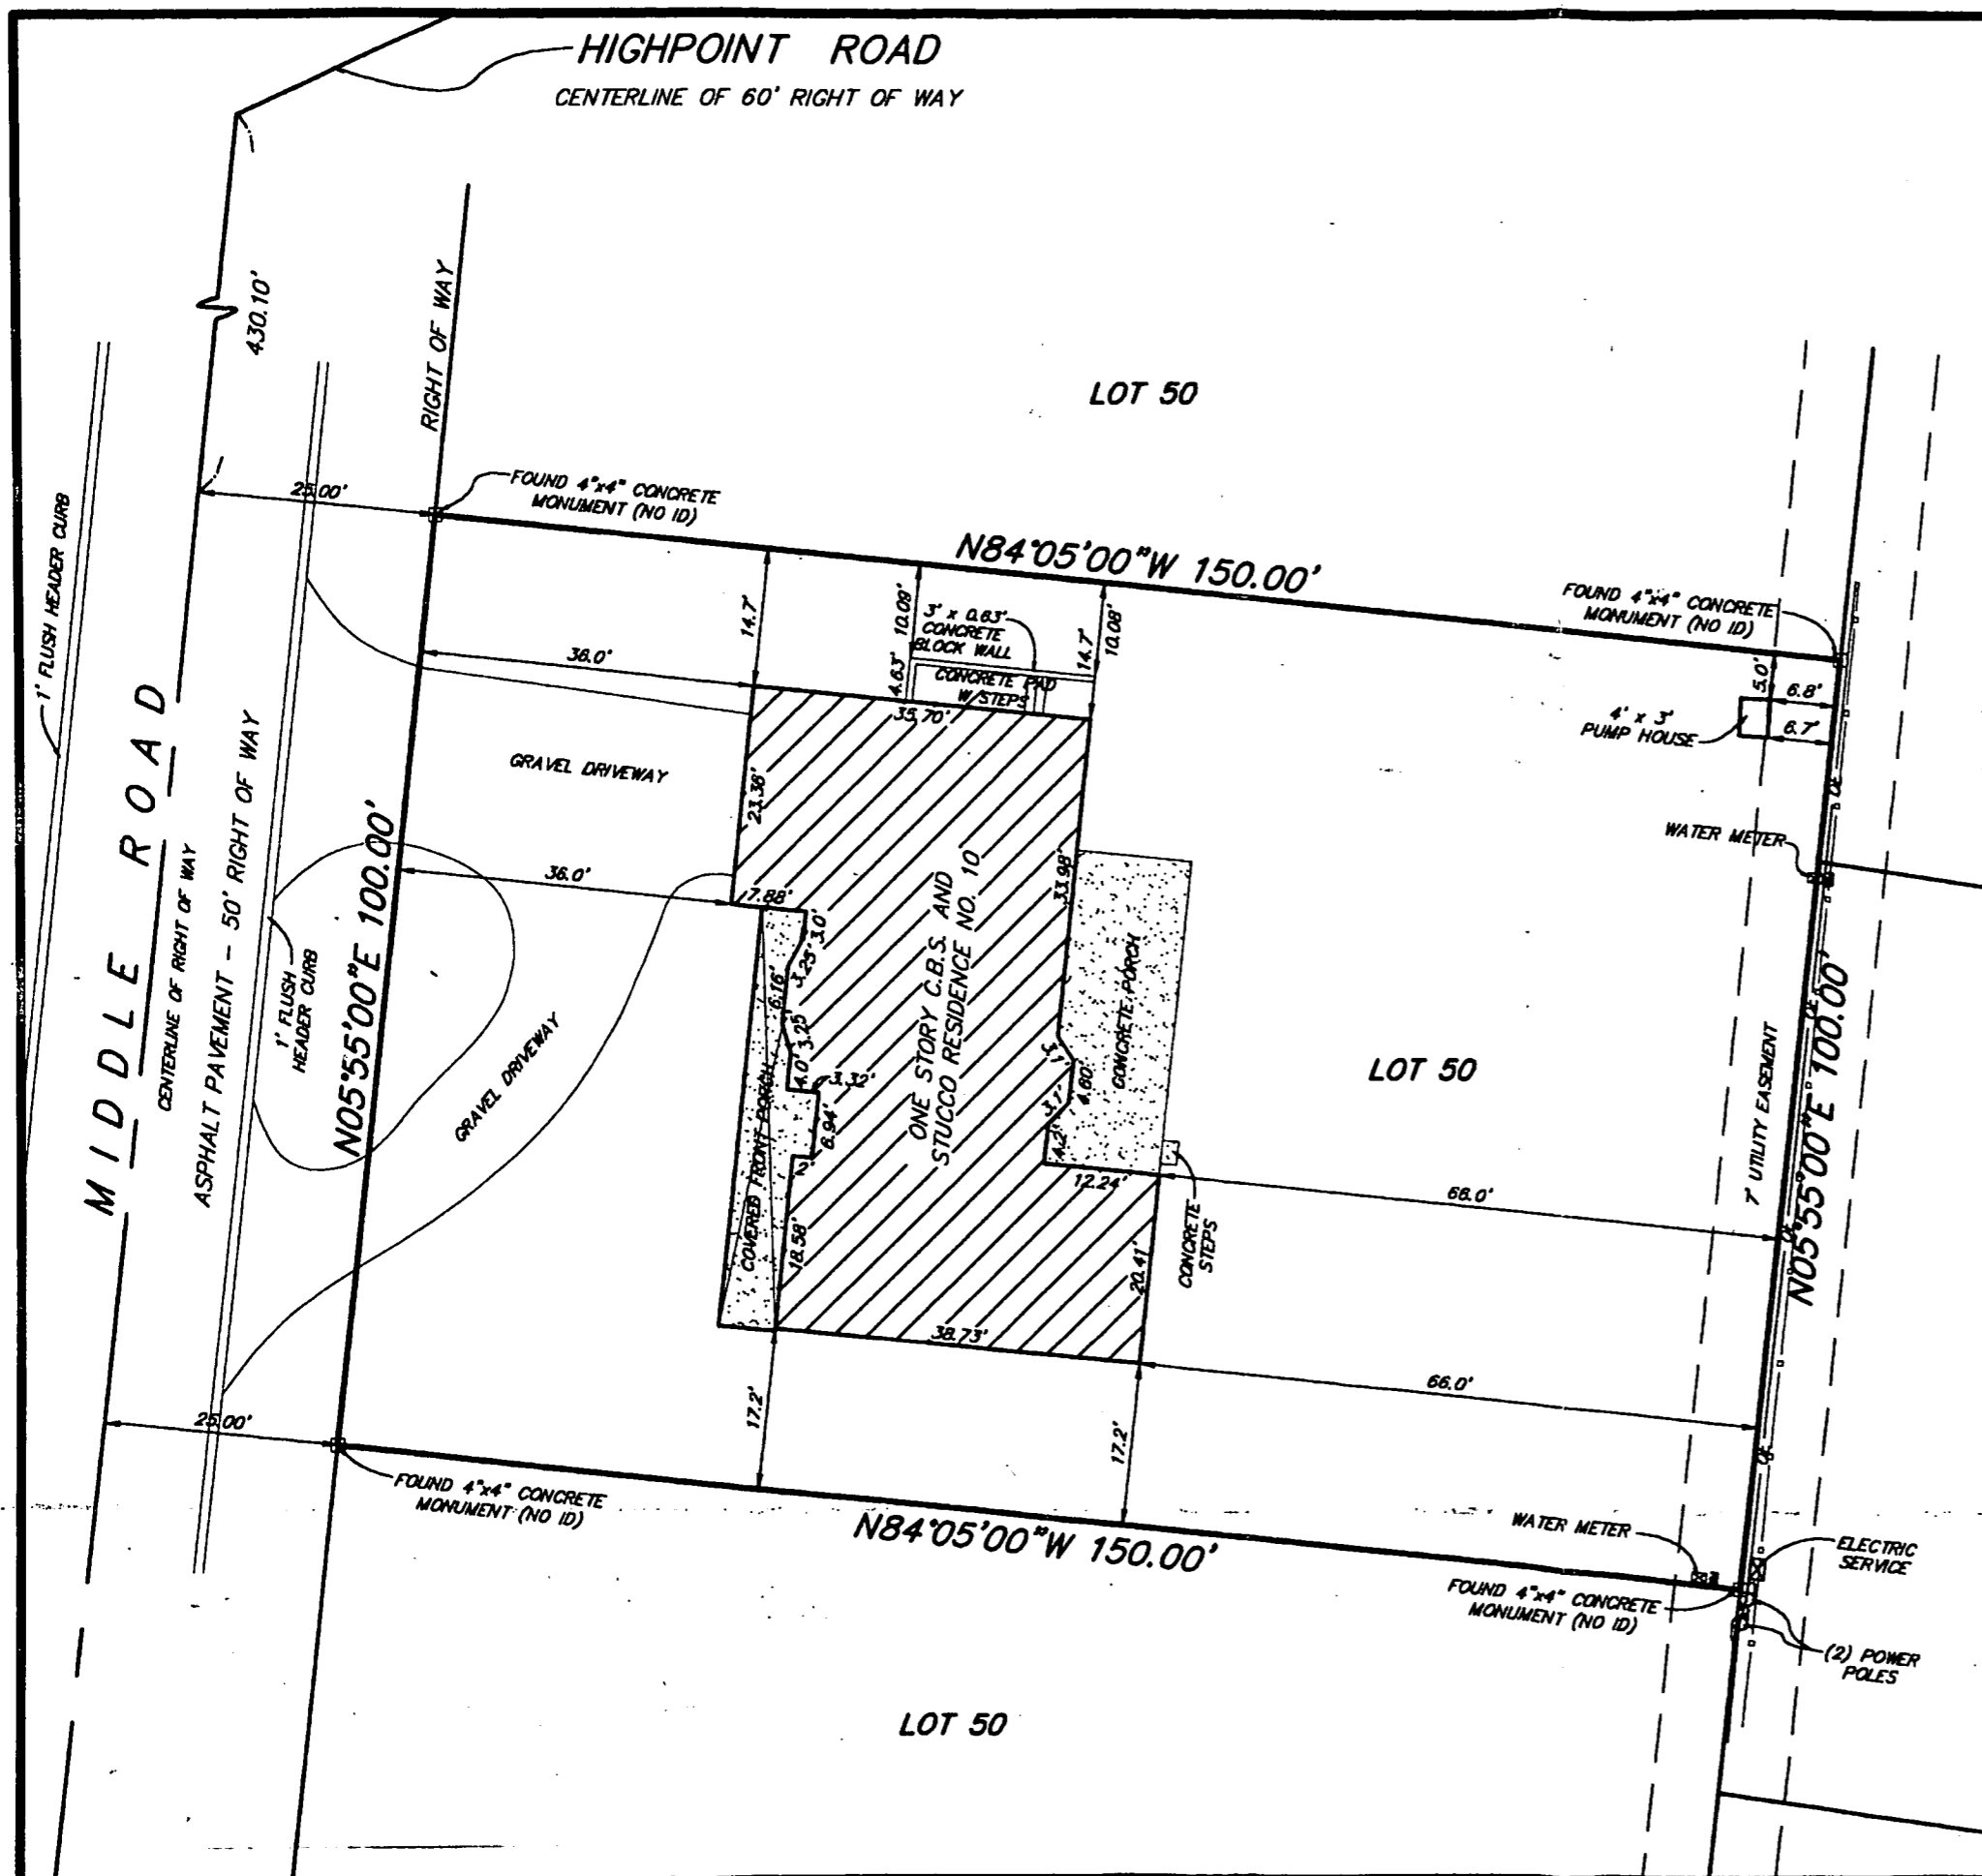 HIGHPOINT ROAD
CENTERLINE OF 60' RIGHT OF WAY
430.10'
RIGHT OF WAY
LOT 50
1' FLUSH HEADER CURB
25.00'
FOUND 4"x4" CONCRETE
MONUMENT (NO ID)
N84°05'00"W 150.00'
FOUND 4"x4" CONCRETE
MONUMENT (NO ID)
14.7'
10.09'
3' x 0.63'
CONCRETE
BLOCK WALL
14.7'
10.08'
36.0'
4.63'
CONCRETE PAD
W/STEPS
35.70'
5.0'
6.8'
4' x 3'
PUMP HOUSE
6.7'
GRAVEL DRIVEWAY
23.38'
WATER METER
MIDDLE ROAD
CENTERLINE OF RIGHT OF WAY
ASPHALT PAVEMENT - 50' RIGHT OF WAY
1' FLUSH
HEADER CURB
N05°55'00"E 100.00'
36.0'
7.88'
3.0'
3.25'
6.16'
3.25'
4.0'
3.32'
6.94'
2'
18.58'
COVERED FRONT PORCH
GRAVEL DRIVEWAY
ONE STORY C.B.S. AND
STUCCO RESIDENCE NO. 10
33.98'
CONCRETE PORCH
3.1'
4.60'
3.1'
4.2'
12.24'
LOT 50
7' UTILITY EASEMENT
N05°55'00"E 100.00'
66.0'
CONCRETE
STEPS
20.41'
38.73'
66.0'
17.2'
17.2'
25.00'
FOUND 4"x4" CONCRETE
MONUMENT (NO ID)
N84°05'00"W 150.00'
WATER METER
ELECTRIC
SERVICE
FOUND 4"x4" CONCRETE
MONUMENT (NO ID)
(2) POWER
POLES
LOT 50